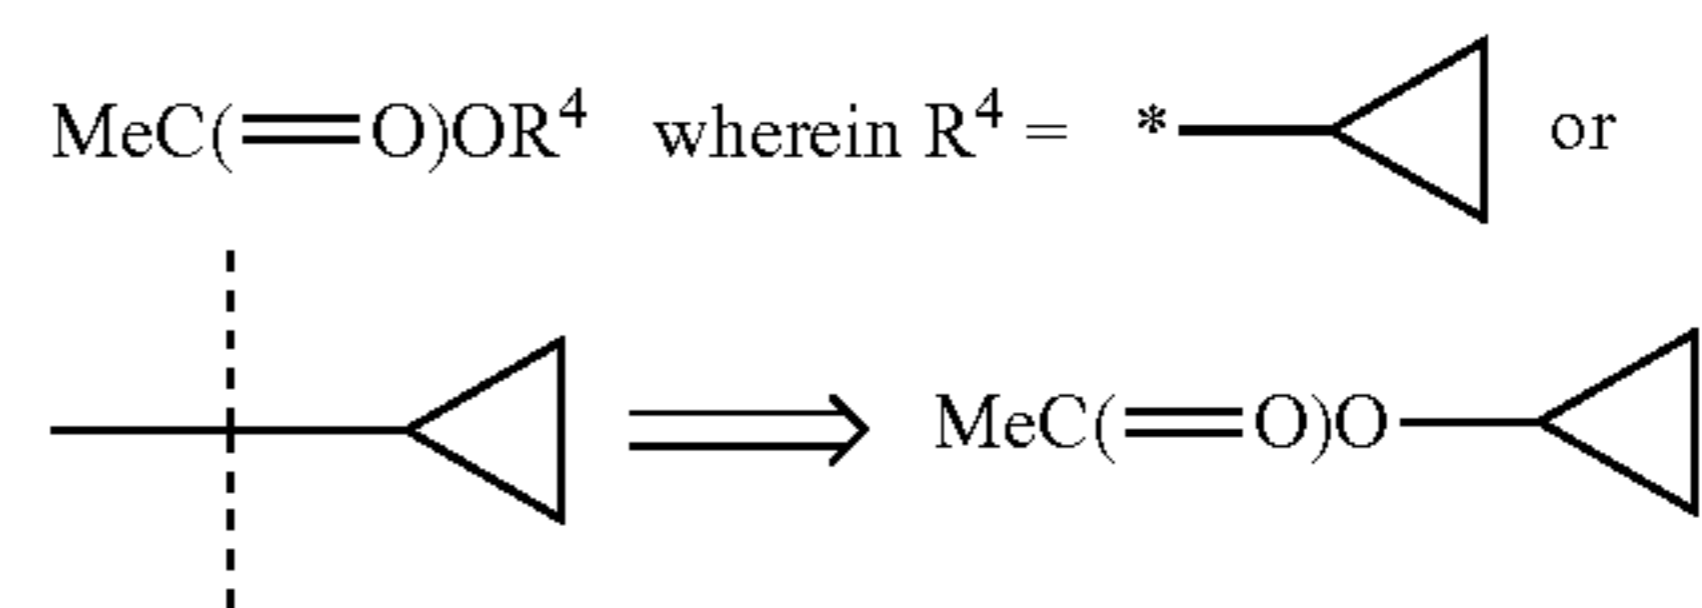 MeC(=O)OR⁴ wherein R⁴ = * or
MeC(=O)O